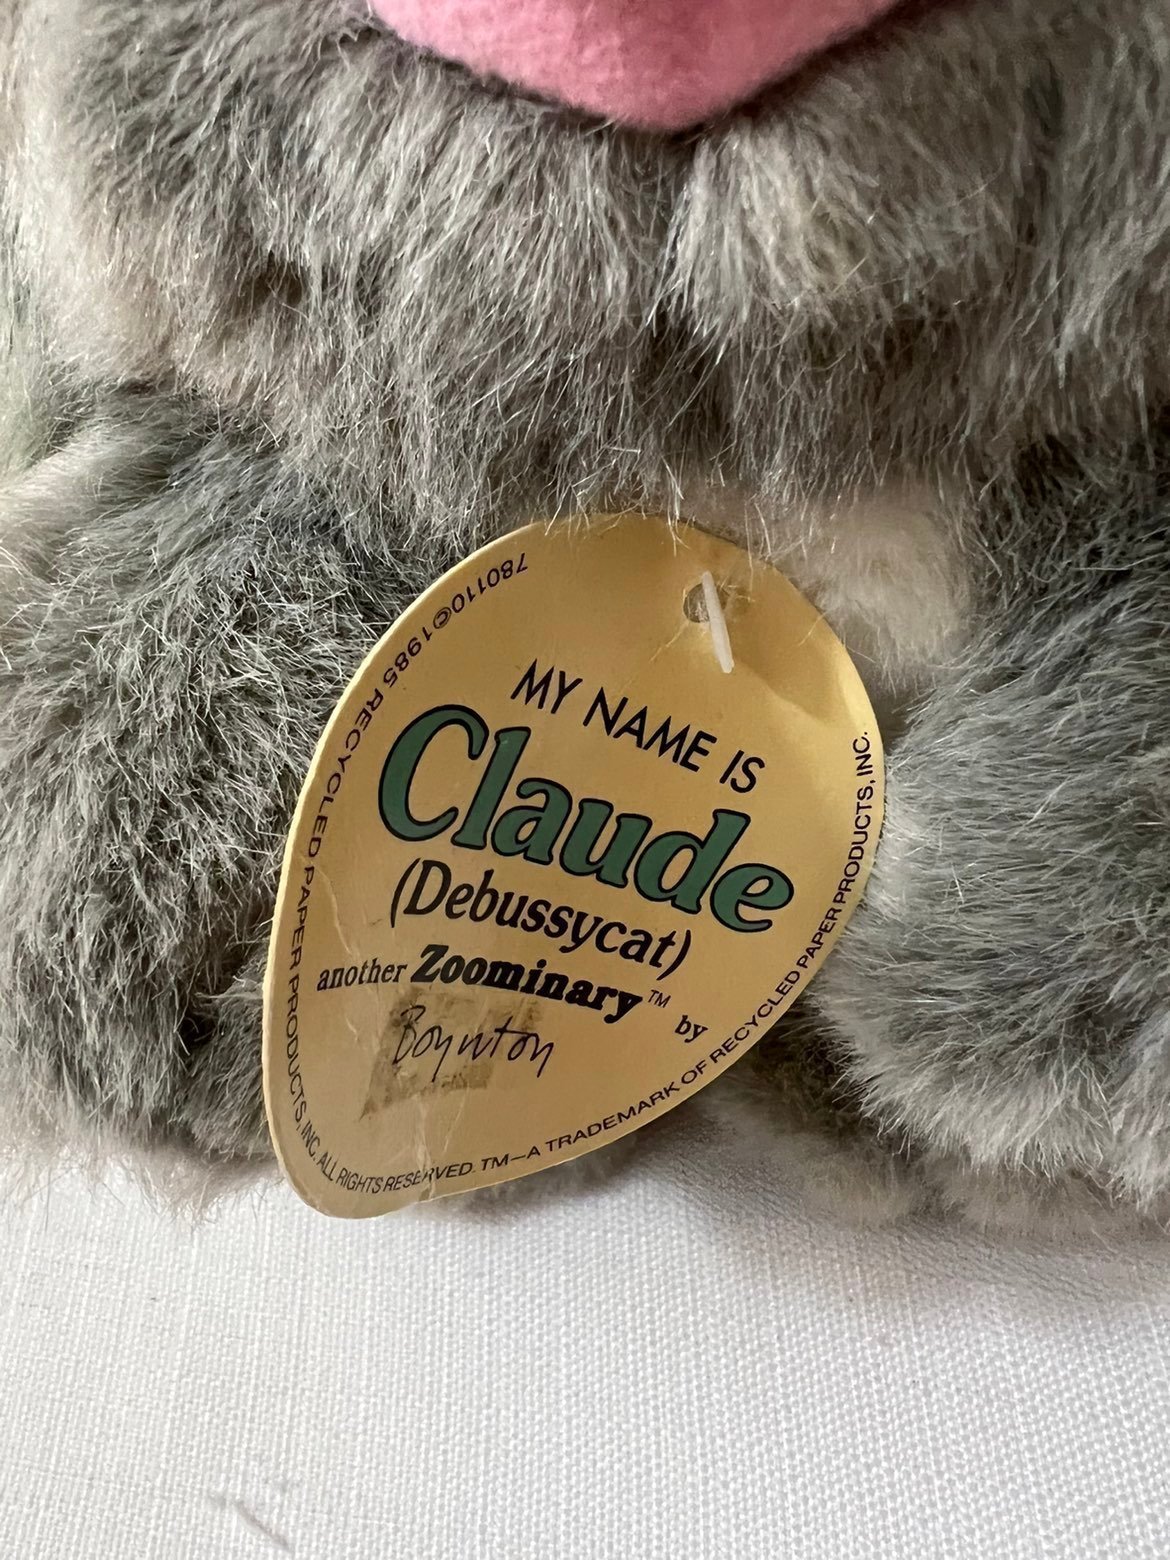 MY NAME IS
Claude
(Debussycat)
another Zoominary™
by
Boynton
780110©1985 RECYCLED PAPER PRODUCTS, INC. ALL RIGHTS RESERVED. TM—A TRADEMARK OF RECYCLED PAPER PRODUCTS, INC.